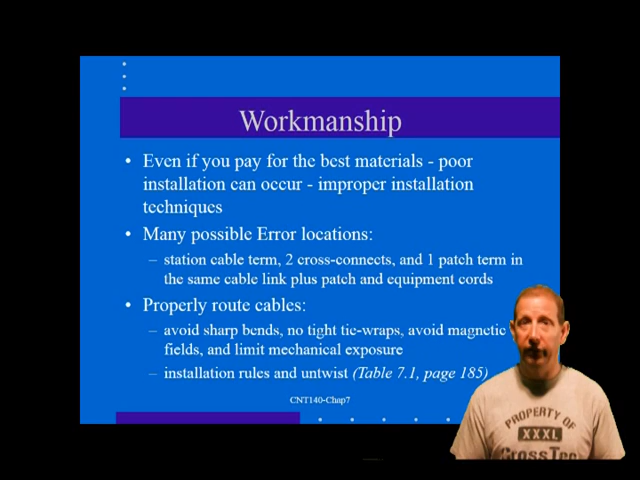 Workmanship
• Even if you pay for the best materials - poor
installation can occur - improper installation
techniques
• Many possible Error locations:
– station cable term, 2 cross-connects, and 1 patch term in
the same cable link plus patch and equipment cords
• Properly route cables:
– avoid sharp bends, no tight tie-wraps, avoid magnetic
fields, and limit mechanical exposure
– installation rules and untwist (Table 7.1, page 185)
CNT140-Chap7
PROPERTY OF
XXXL
CrossTec